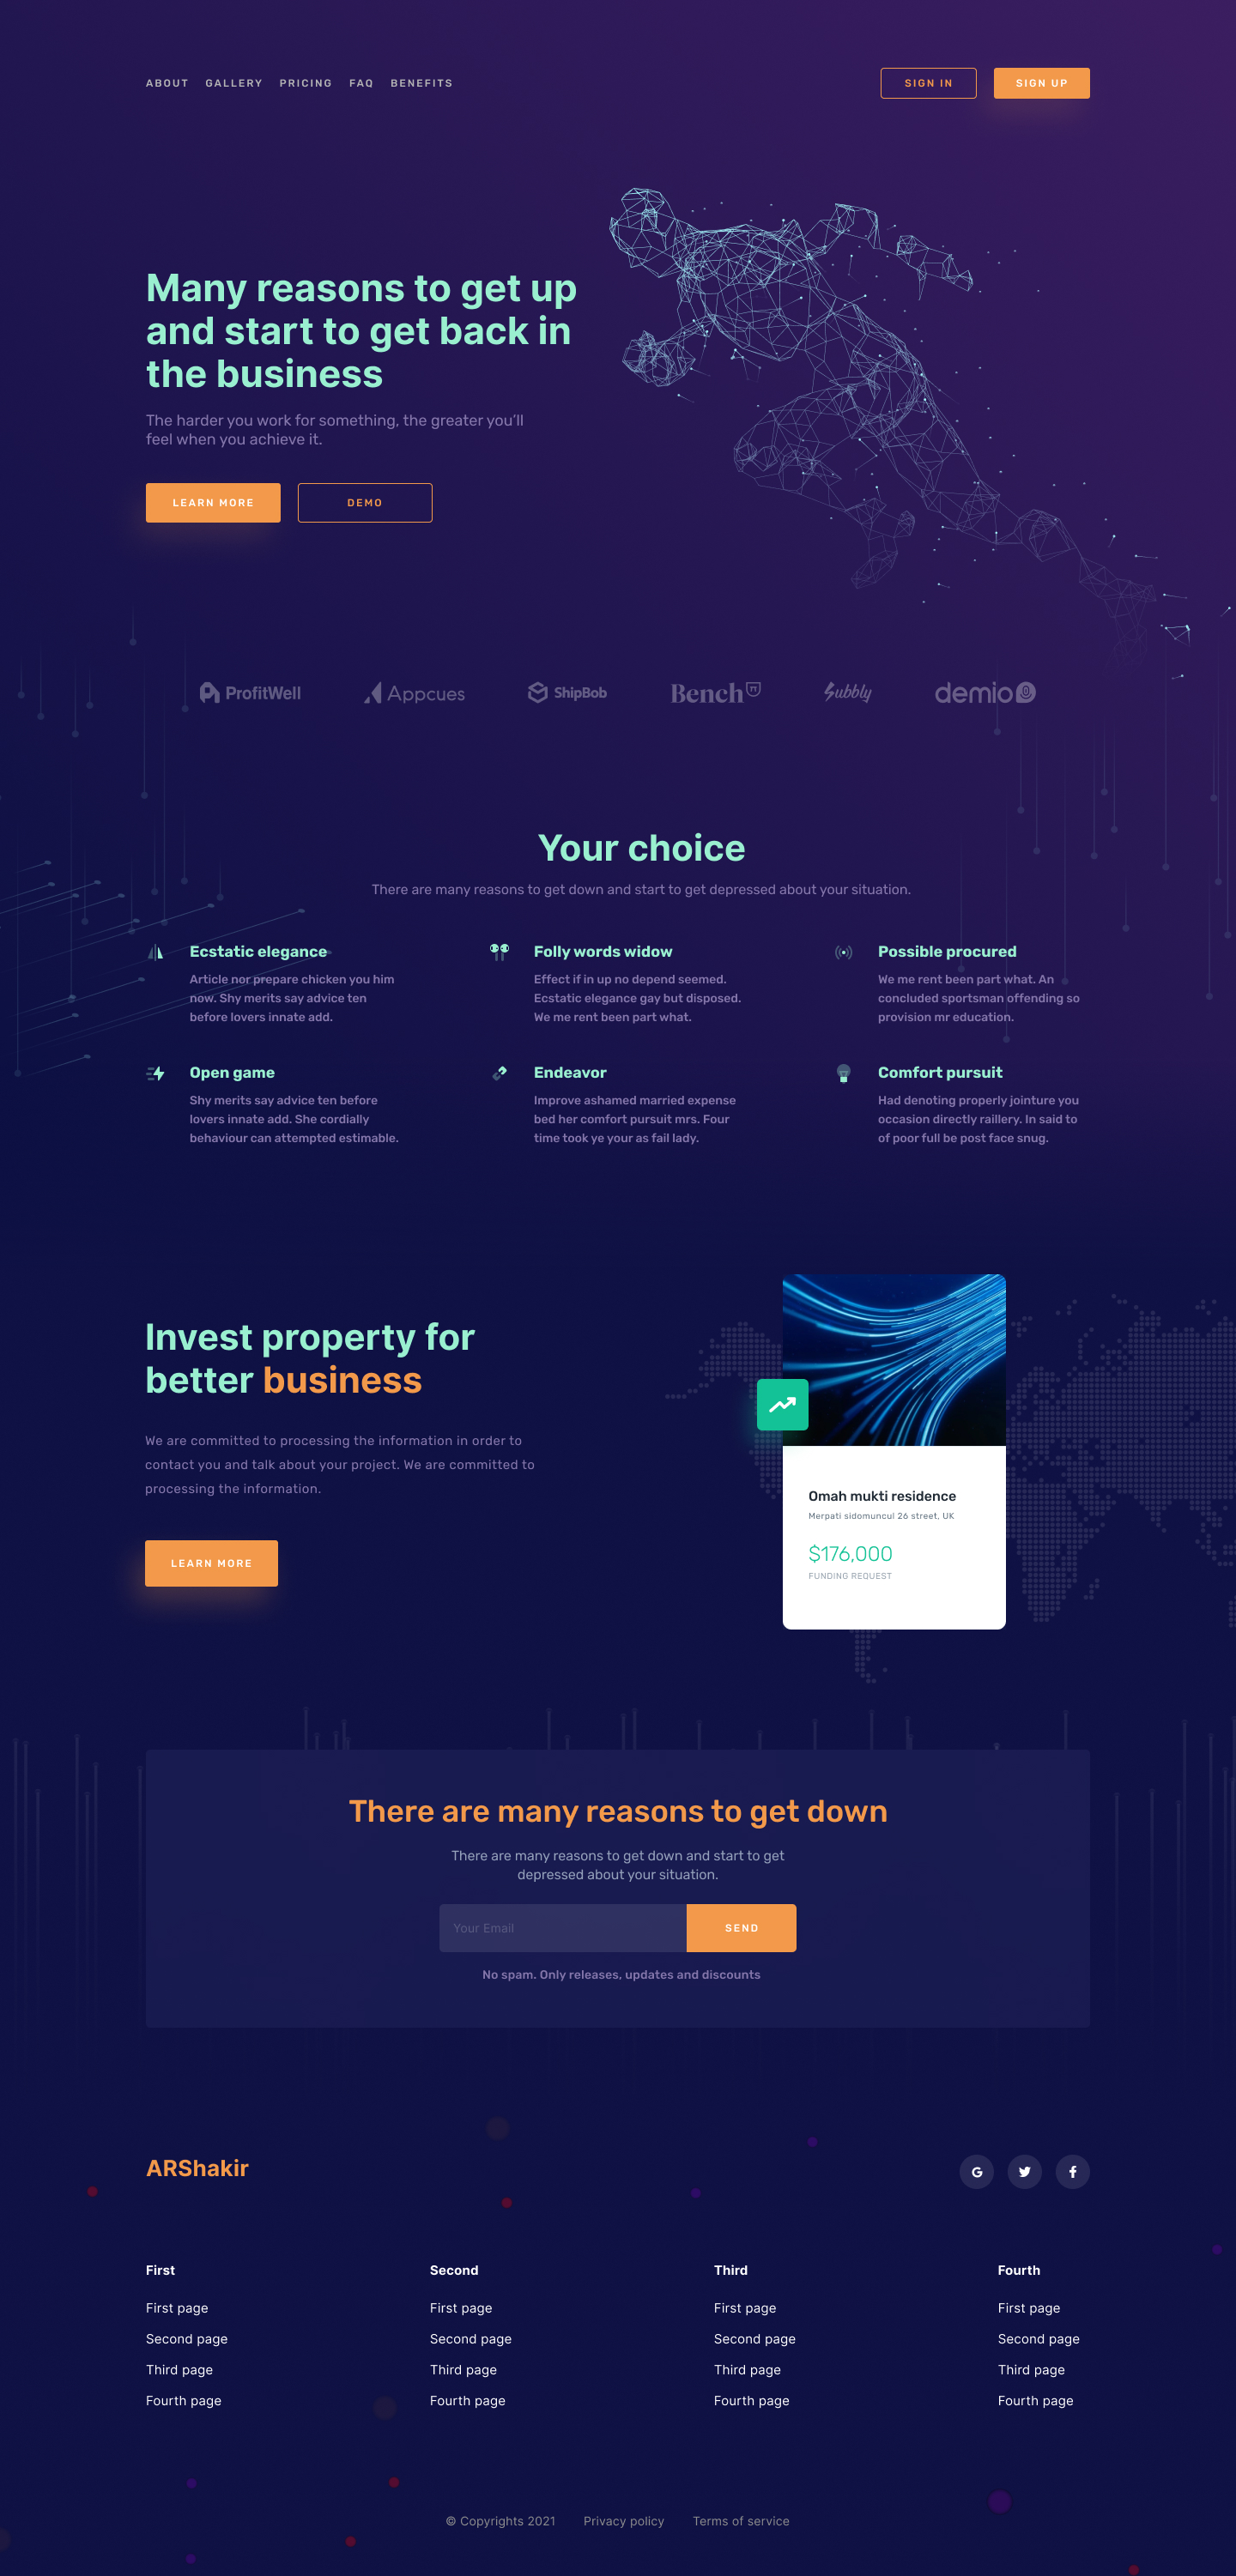 ABOUT GALLERY PRICING FAQ BENEFITS SIGN IN SIGN UP
Many reasons to get up
and start to get back in
the business
The harder you work for something, the greater you’ll
feel when you achieve it.
LEARN MORE DEMO
ProfitWell Appcues ShipBob Bench Subbly demio
Your choice
There are many reasons to get down and start to get depressed about your situation.
Ecstatic elegance
Article nor prepare chicken you him
now. Shy merits say advice ten
before lovers innate add.
Folly words widow
Effect if in up no depend seemed.
Ecstatic elegance gay but disposed.
We me rent been part what.
Possible procured
We me rent been part what. An
concluded sportsman offending so
provision mr education.
Open game
Shy merits say advice ten before
lovers innate add. She cordially
behaviour can attempted estimable.
Endeavor
Improve ashamed married expense
bed her comfort pursuit mrs. Four
time took ye your as fail lady.
Comfort pursuit
Had denoting properly jointure you
occasion directly raillery. In said to
of poor full be post face snug.
Invest property for
better business
We are committed to processing the information in order to
contact you and talk about your project. We are committed to
processing the information.
LEARN MORE
Omah mukti residence
Merpati sidomuncul 26 street, UK
$176,000
FUNDING REQUEST
There are many reasons to get down
There are many reasons to get down and start to get
depressed about your situation.
Your Email SEND
No spam. Only releases, updates and discounts
ARShakir
First
First page
Second page
Third page
Fourth page
Second
First page
Second page
Third page
Fourth page
Third
First page
Second page
Third page
Fourth page
Fourth
First page
Second page
Third page
Fourth page
© Copyrights 2021 Privacy policy Terms of service